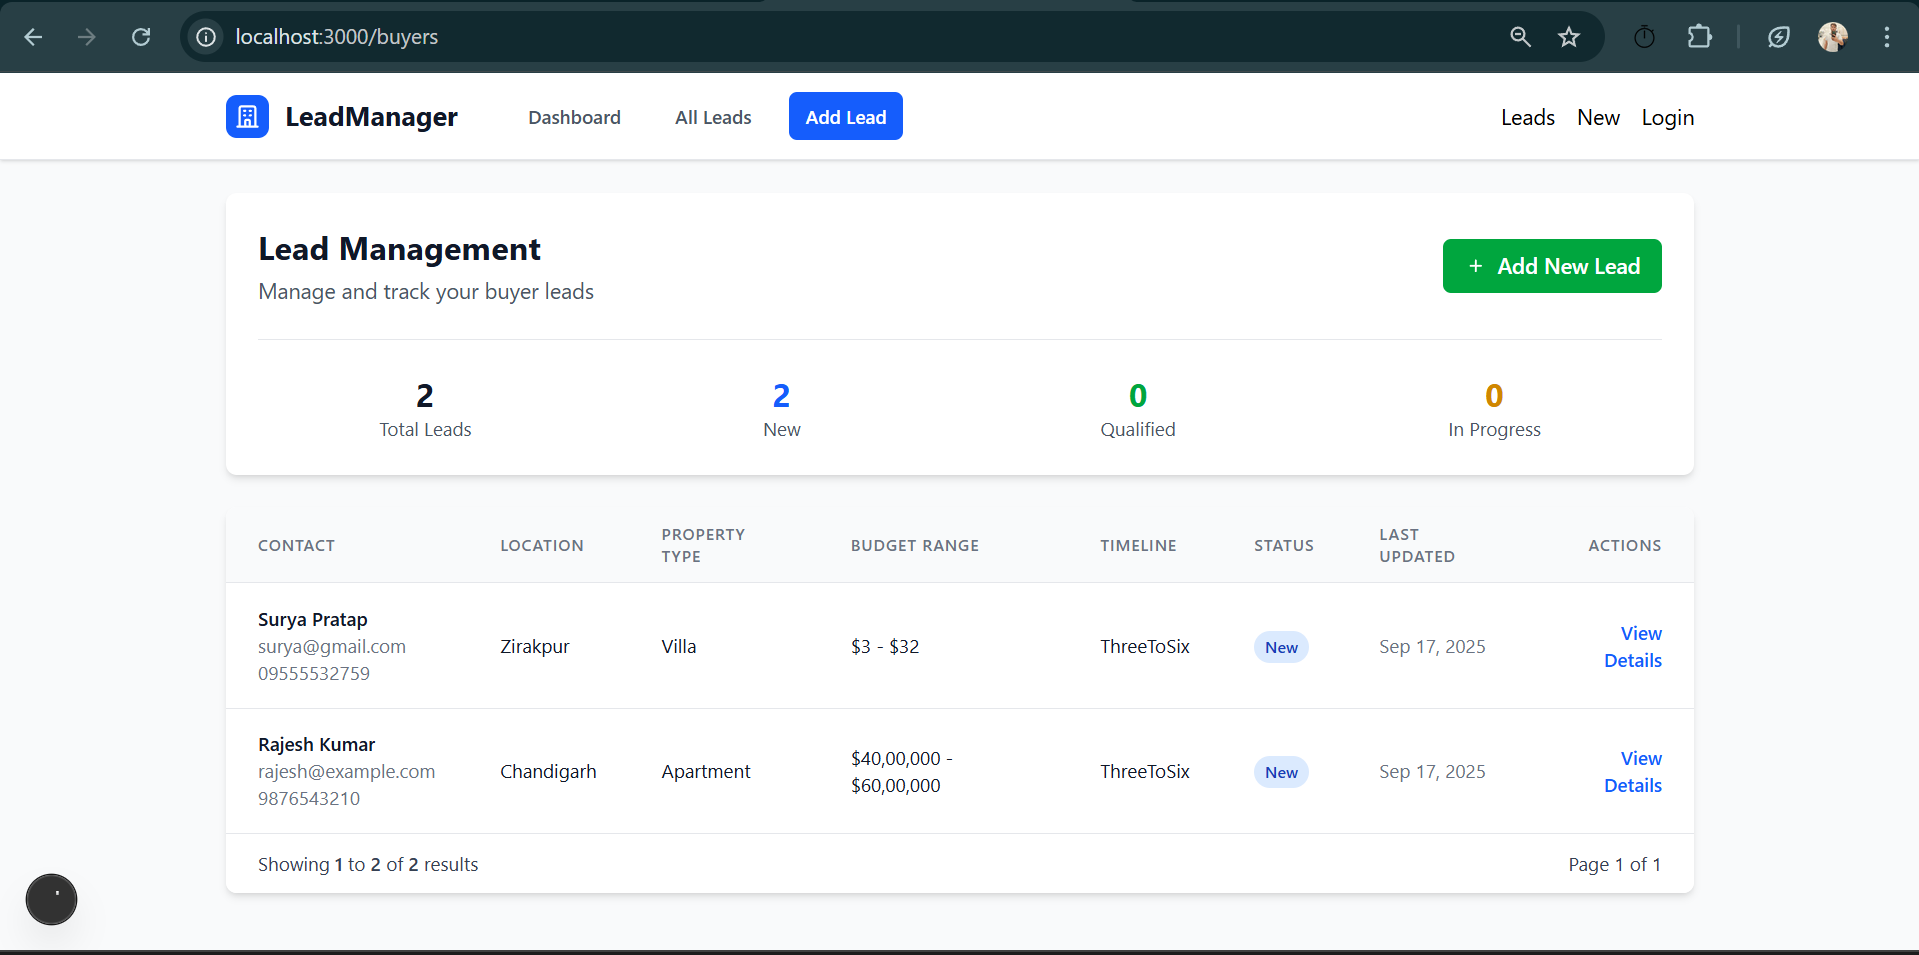 localhost:3000/buyers
LeadManager
Dashboard
All Leads
Add Lead
Leads
New
Login
Lead Management
Manage and track your buyer leads
+ Add New Lead
2
Total Leads
2
New
0
Qualified
0
In Progress
CONTACT
LOCATION
PROPERTY
TYPE
BUDGET RANGE
TIMELINE
STATUS
LAST
UPDATED
ACTIONS
Surya Pratap
surya@gmail.com
09555532759
Zirakpur
Villa
$3 - $32
ThreeToSix
New
Sep 17, 2025
View
Details
Rajesh Kumar
rajesh@example.com
9876543210
Chandigarh
Apartment
$40,00,000 -
$60,00,000
ThreeToSix
New
Sep 17, 2025
View
Details
Showing 1 to 2 of 2 results
Page 1 of 1